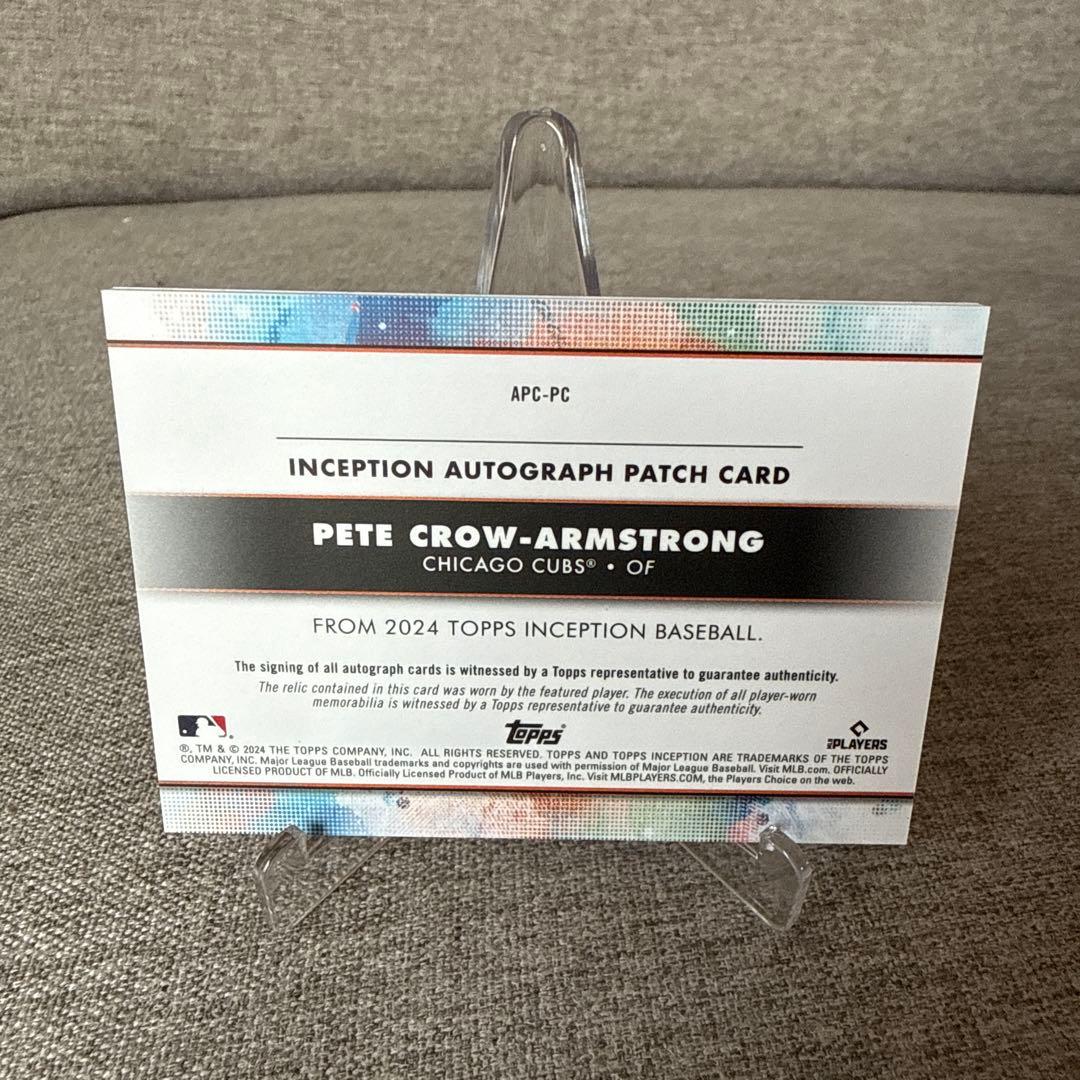 APC-PC
INCEPTION AUTOGRAPH PATCH CARD
PETE CROW-ARMSTRONG
CHICAGO CUBS® • OF
FROM 2024 TOPPS INCEPTION BASEBALL.
The signing of all autograph cards is witnessed by a Topps representative to guarantee authenticity.
The relic contained in this card was worn by the featured player. The execution of all player-worn
memorabilia is witnessed by a Topps representative to guarantee authenticity.
Topps®
PLAYERS
®, TM & © 2024 THE TOPPS COMPANY, INC. ALL RIGHTS RESERVED. TOPPS AND TOPPS INCEPTION ARE TRADEMARKS OF THE TOPPS
COMPANY, INC. Major League Baseball trademarks and copyrights are used with permission of Major League Baseball. Visit MLB.com. OFFICIALLY
LICENSED PRODUCT OF MLB. Officially Licensed Product of MLB Players, Inc. Visit MLBPLAYERS.COM, the Players Choice on the web.